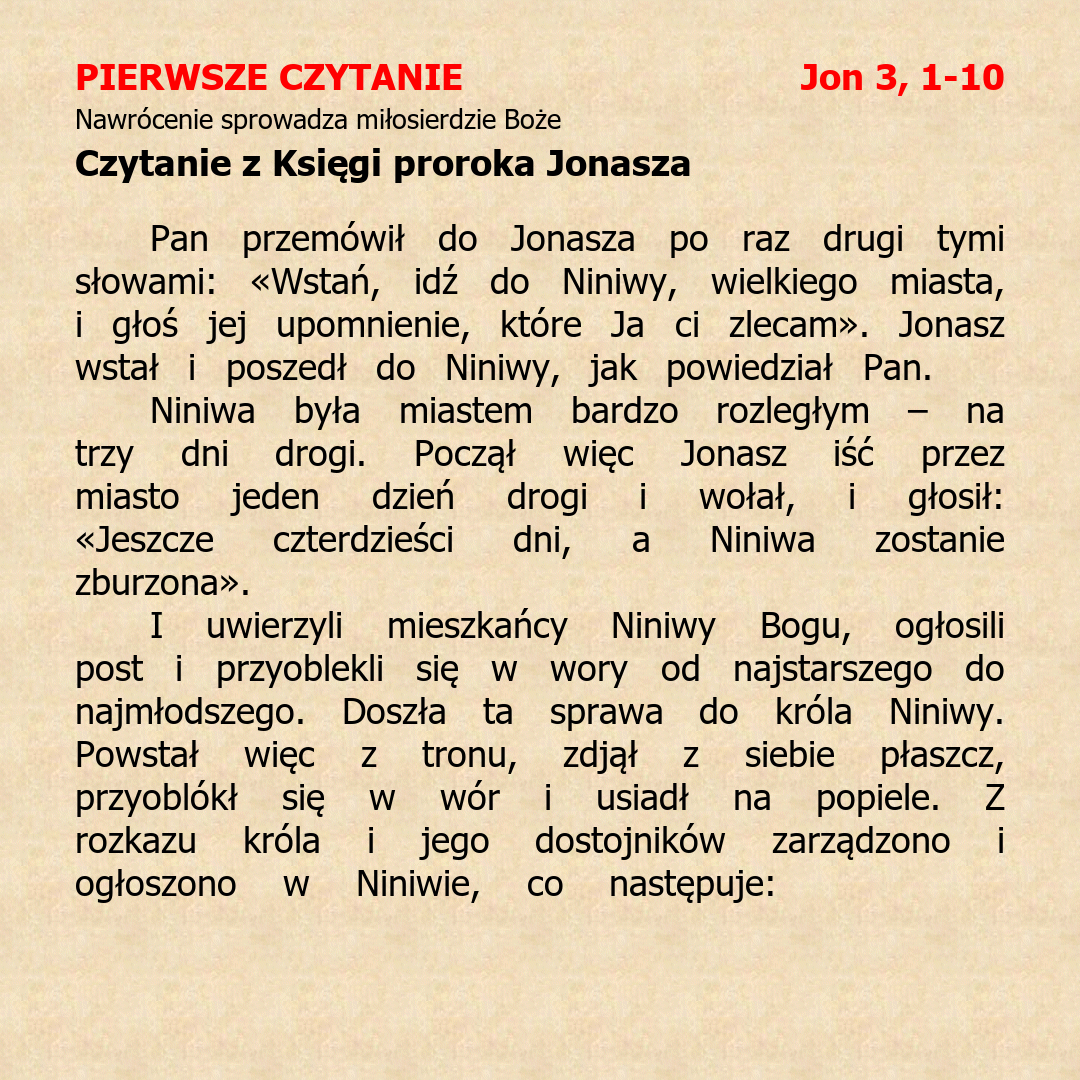 PIERWSZE CZYTANIE Jon 3, 1-10
Nawrócenie sprowadza miłosierdzie Boże
Czytanie z Księgi proroka Jonasza
Pan przemówił do Jonasza po raz drugi tymi
słowami: «Wstań, idź do Niniwy, wielkiego miasta,
i głoś jej upomnienie, które Ja ci zlecam». Jonasz
wstał i poszedł do Niniwy, jak powiedział Pan.
Niniwa była miastem bardzo rozległym – na
trzy dni drogi. Począł więc Jonasz iść przez
miasto jeden dzień drogi i wołał, i głosił:
«Jeszcze czterdzieści dni, a Niniwa zostanie
zburzona».
I uwierzyli mieszkańcy Niniwy Bogu, ogłosili
post i przyoblekli się w wory od najstarszego do
najmłodszego. Doszła ta sprawa do króla Niniwy.
Powstał więc z tronu, zdjął z siebie płaszcz,
przyoblókł się w wór i usiadł na popiele. Z
rozkazu króla i jego dostojników zarządzono i
ogłoszono w Niniwie, co następuje: